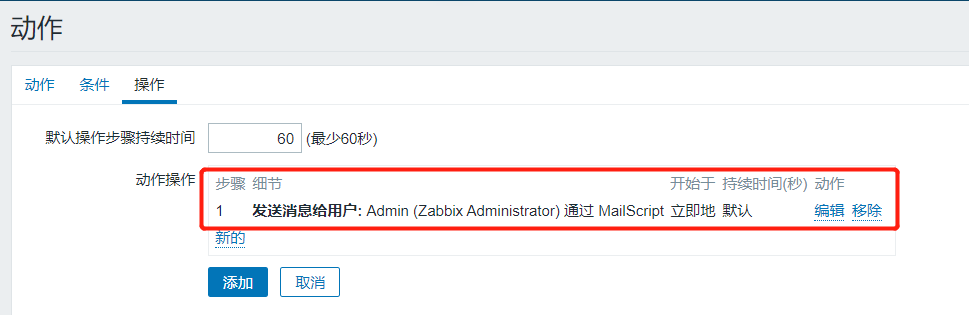 动作
动作 条件 操作
默认操作步骤持续时间 60 (最少60秒)
动作操作 步骤 细节 开始于 持续时间(秒) 动作
1 发送消息给用户: Admin (Zabbix Administrator) 通过 MailScript 立即地 默认 编辑 移除
新的
添加 取消